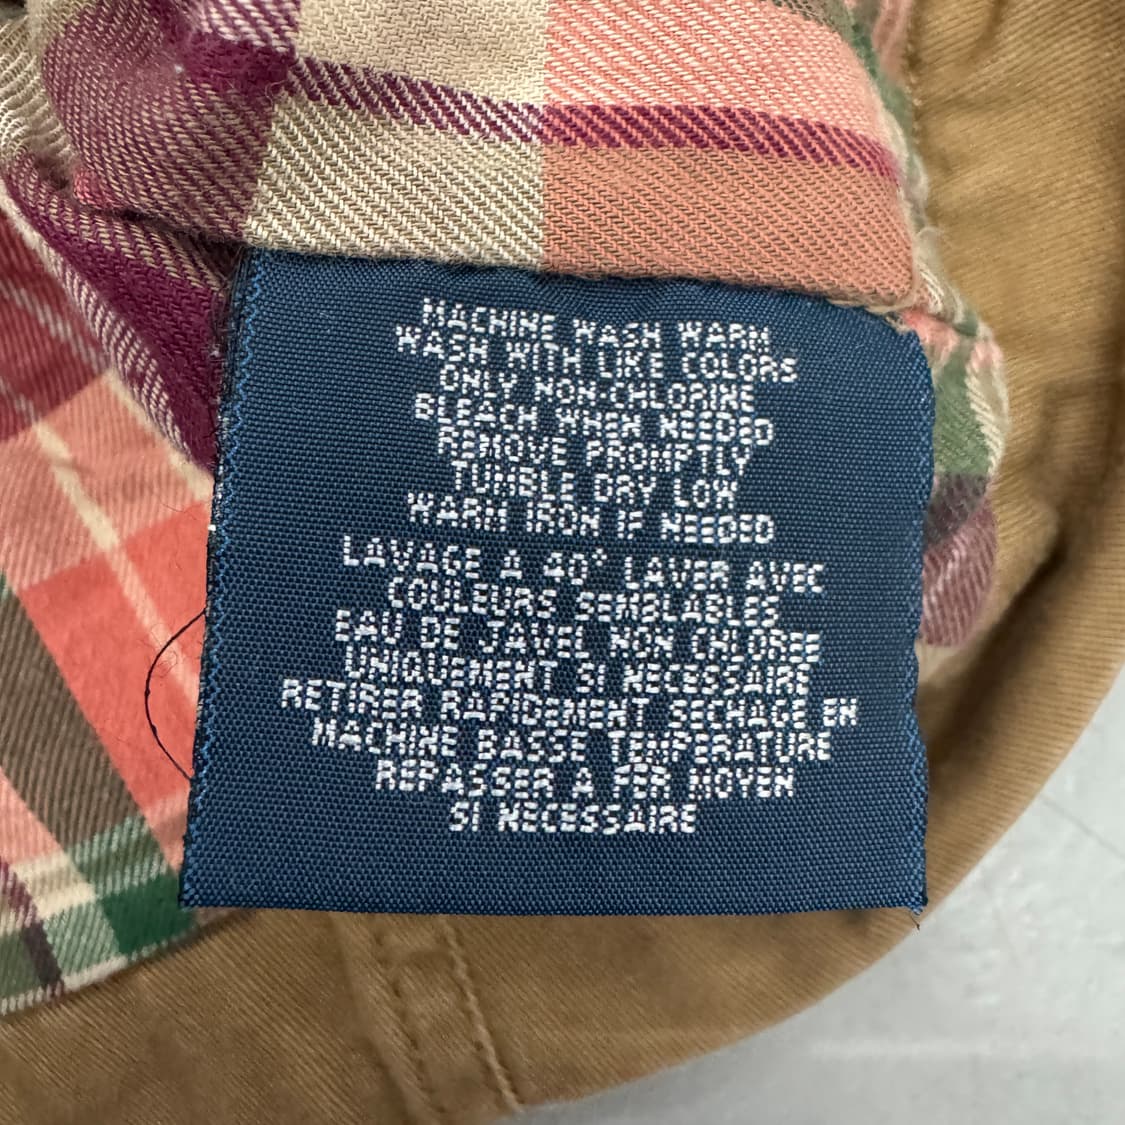 MACHINE WASH WARM
WASH WITH LIKE COLORS
ONLY NON-CHLORINE
BLEACH WHEN NEEDED
REMOVE PROMPTLY
TUMBLE DRY LOW
WARM IRON IF NEEDED
LAVAGE A 40° LAVER AVEC
COULEURS SEMBLABLES
EAU DE JAVEL NON CHLOREE
UNIQUEMENT SI NECESSAIRE
RETIRER RAPIDEMENT SECHAGE EN
MACHINE BASSE TEMPERATURE
REPASSER A FER MOYEN
SI NECESSAIRE